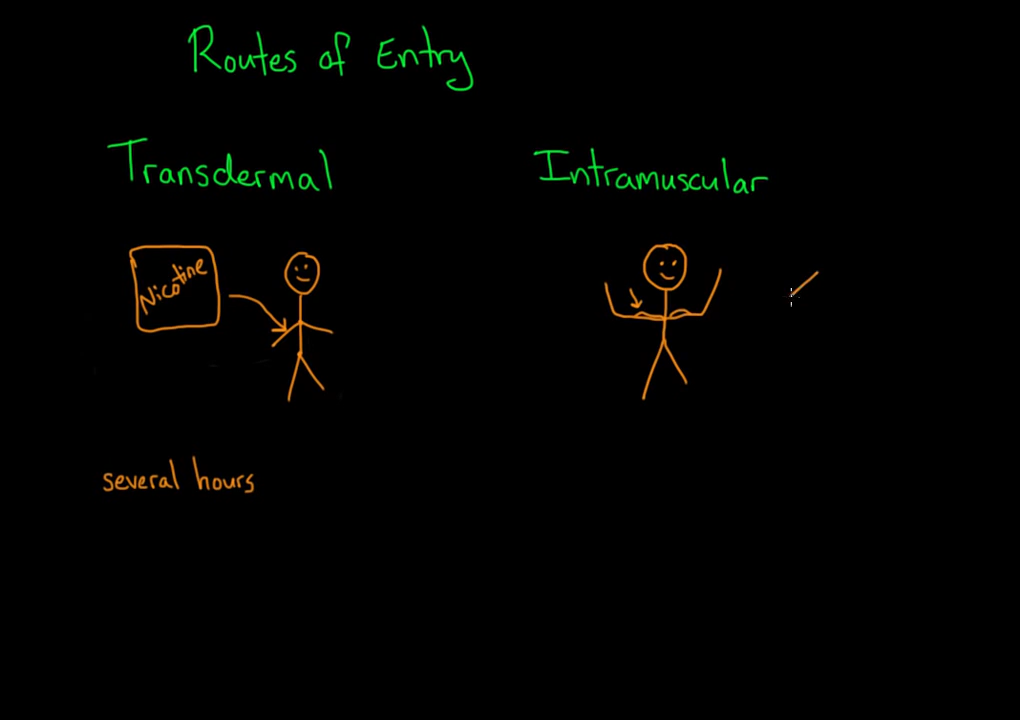 Routes of Entry
Transdermal
Intramuscular
Nicotine
several hours